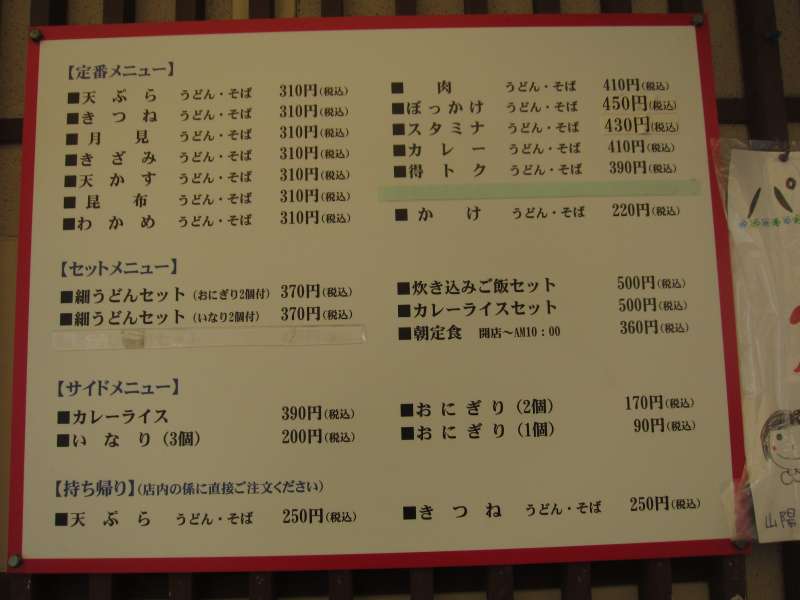 【定番メニュー】
■天ぷら うどん・そば 310円(税込)
■きつね うどん・そば 310円(税込)
■月見 うどん・そば 310円(税込)
■きざみ うどん・そば 310円(税込)
■天かす うどん・そば 310円(税込)
■昆布 うどん・そば 310円(税込)
■わかめ うどん・そば 310円(税込)
■肉 うどん・そば 410円(税込)
■ぼっかけ うどん・そば 450円(税込)
■スタミナ うどん・そば 430円(税込)
■カレー うどん・そば 410円(税込)
■得トク うどん・そば 390円(税込)
■かけ うどん・そば 220円(税込)
【セットメニュー】
■細うどんセット(おにぎり2個付) 370円(税込)
■細うどんセット(いなり2個付) 370円(税込)
■炊き込みご飯セット 500円(税込)
■カレーライスセット 500円(税込)
■朝定食 開店〜AM10:00 360円(税込)
【サイドメニュー】
■カレーライス 390円(税込)
■いなり(3個) 200円(税込)
■おにぎり(2個) 170円(税込)
■おにぎり(1個) 90円(税込)
【持ち帰り】(店内の係に直接ご注文ください)
■天ぷら うどん・そば 250円(税込)
■きつね うどん・そば 250円(税込)
パ
山陽